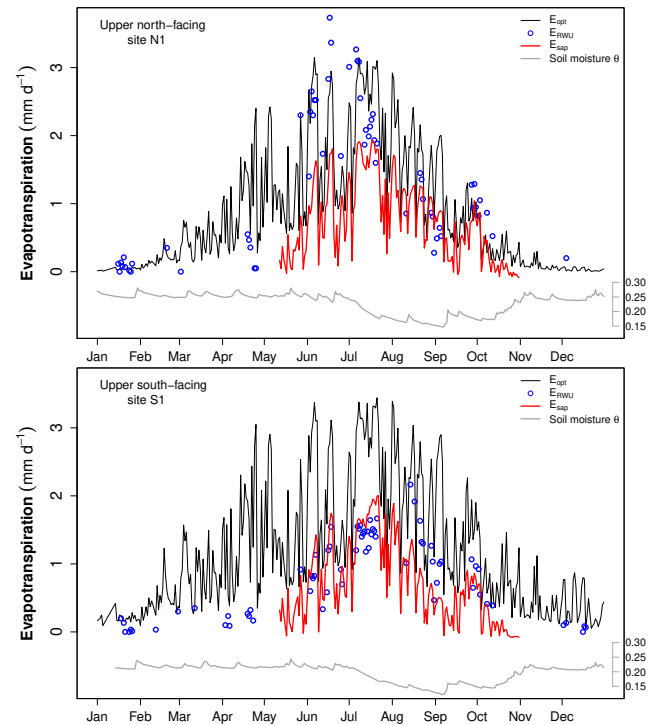 Upper north−facing
site N1
E_opt
E_RWU
E_sap
Soil moisture θ
Evapotranspiration (mm d⁻¹)
3
2
1
0
0.30
0.25
0.20
0.15
Jan Feb Mar Apr May Jun Jul Aug Sep Oct Nov Dec
Upper south−facing
site S1
E_opt
E_RWU
E_sap
Soil moisture θ
Evapotranspiration (mm d⁻¹)
3
2
1
0
0.30
0.25
0.20
0.15
Jan Feb Mar Apr May Jun Jul Aug Sep Oct Nov Dec